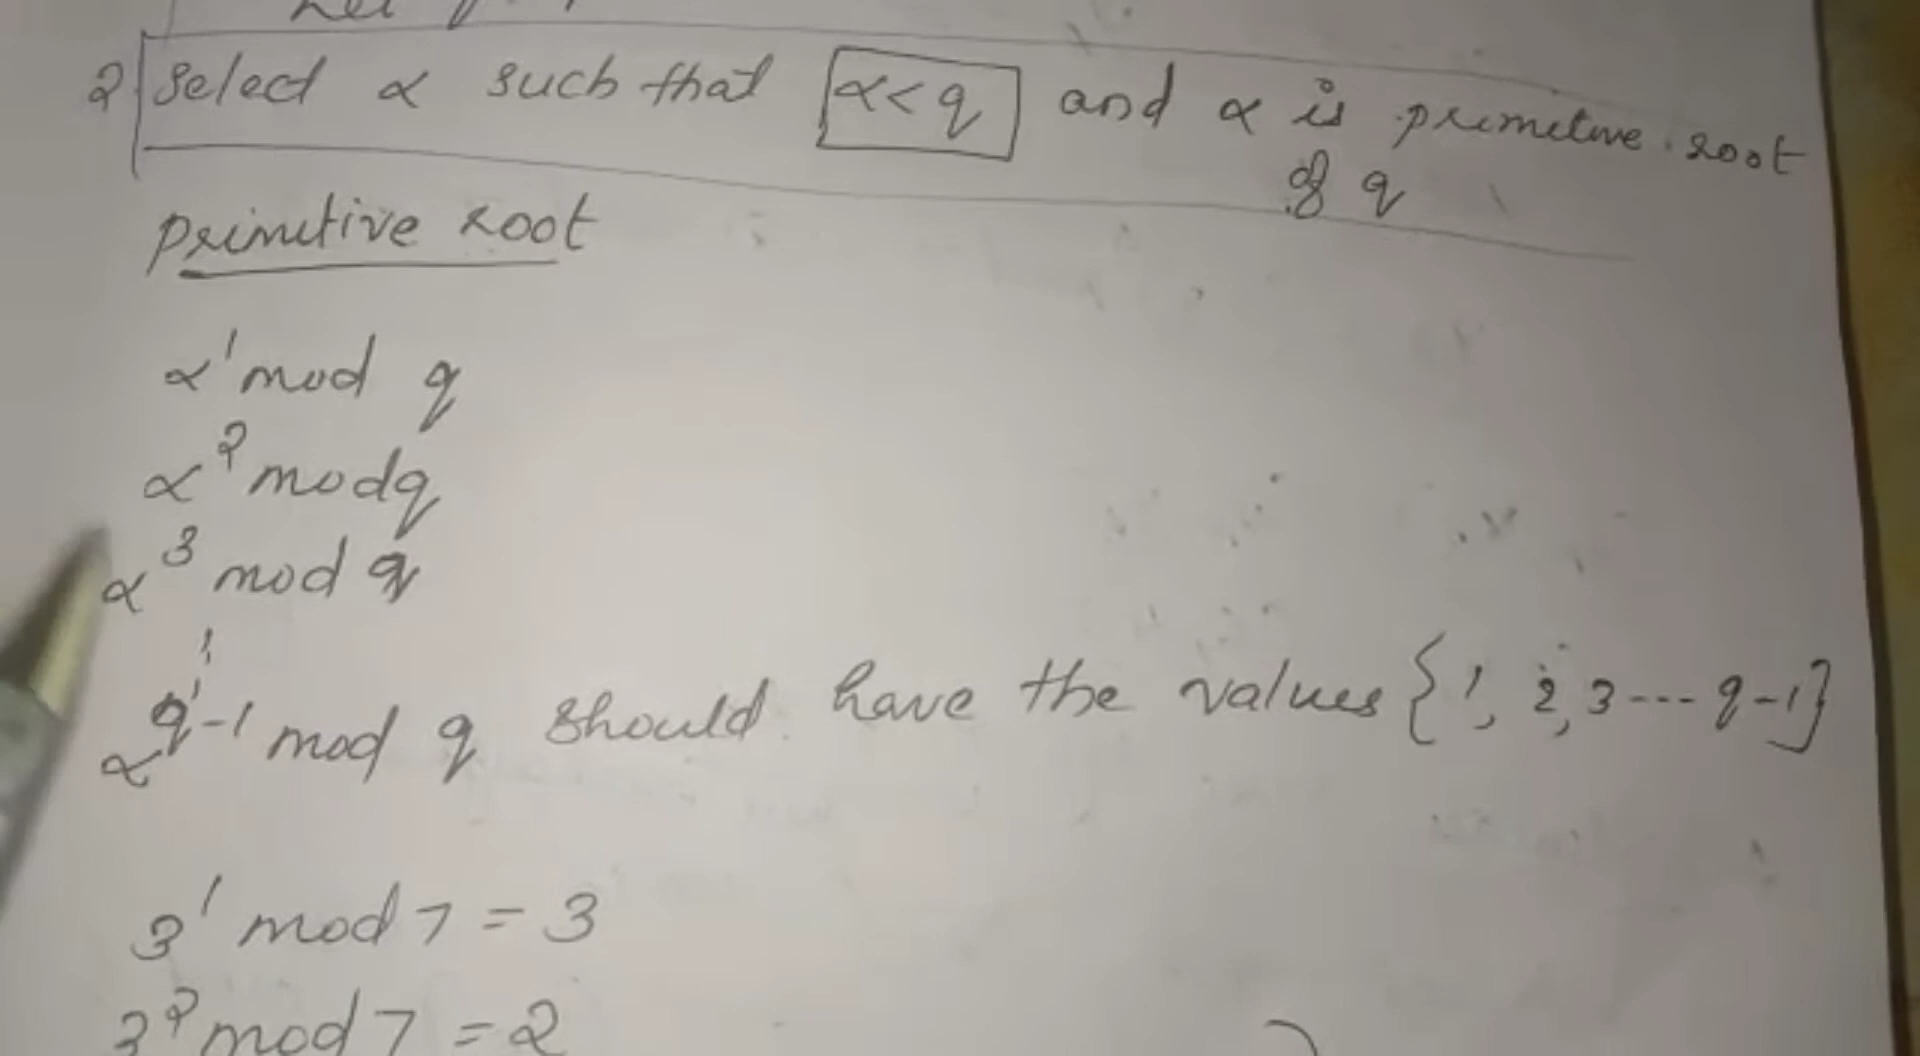 2 Select α such that α<q and α is primitive root
of q
primitive root
α¹ mod q
α² mod q
α³ mod q
α^q-1 mod q should have the values {1, 2, 3---q-1}
3¹ mod 7 = 3
3² mod 7 = 2